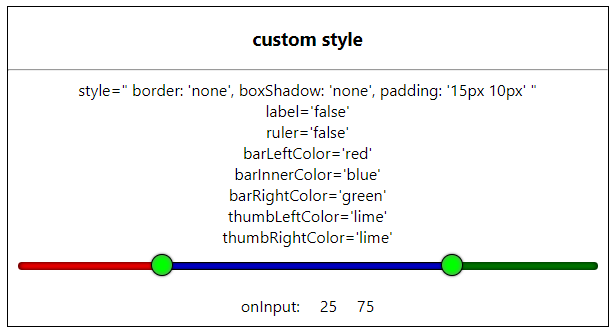 custom style
style=" border: 'none', boxShadow: 'none', padding: '15px 10px' "
label='false'
ruler='false'
barLeftColor='red'
barInnerColor='blue'
barRightColor='green'
thumbLeftColor='lime'
thumbRightColor='lime'
onInput: 25 75